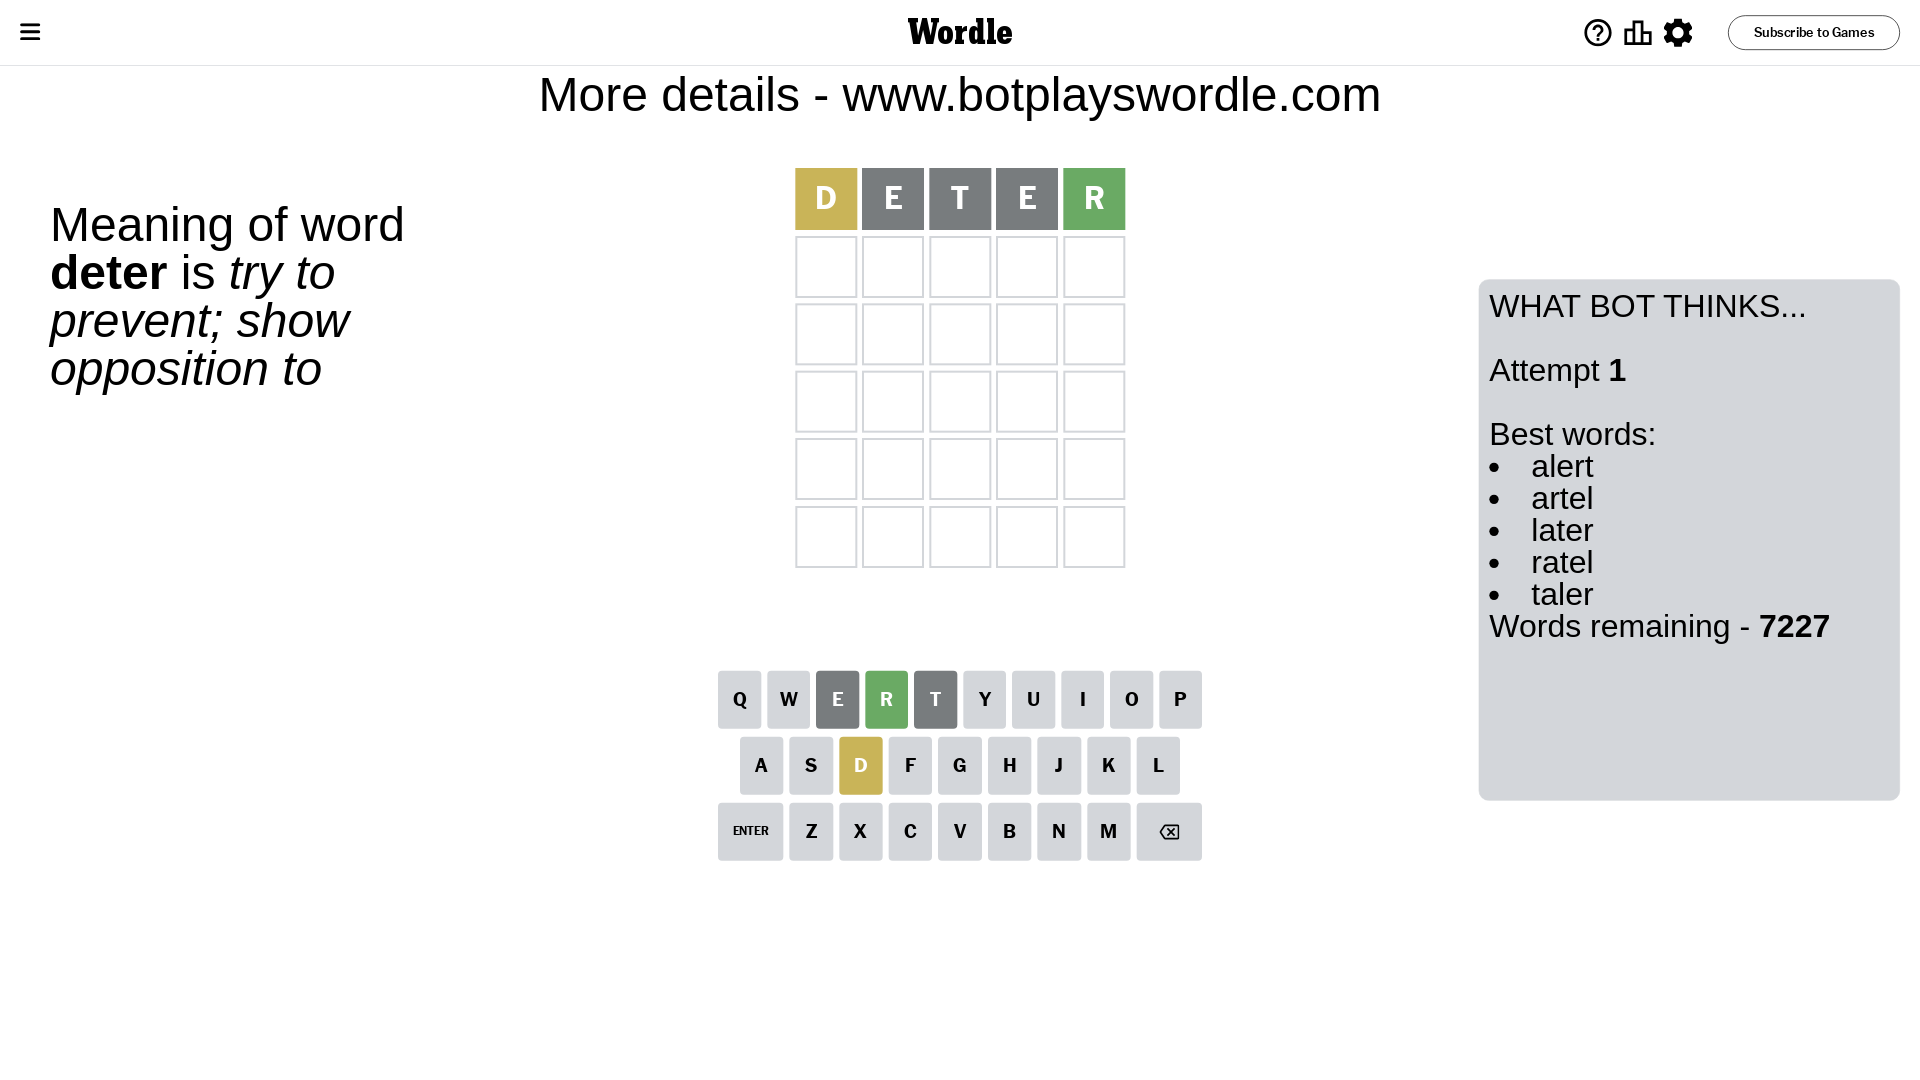 Wordle
Subscribe to Games
More details - www.botplayswordle.com
Meaning of word
deter is try to
prevent; show
opposition to
D E T E R
WHAT BOT THINKS...
Attempt 1
Best words:
• alert
• artel
• later
• ratel
• taler
Words remaining - 7227
Q W E R T Y U I O P
A S D F G H J K L
ENTER Z X C V B N M